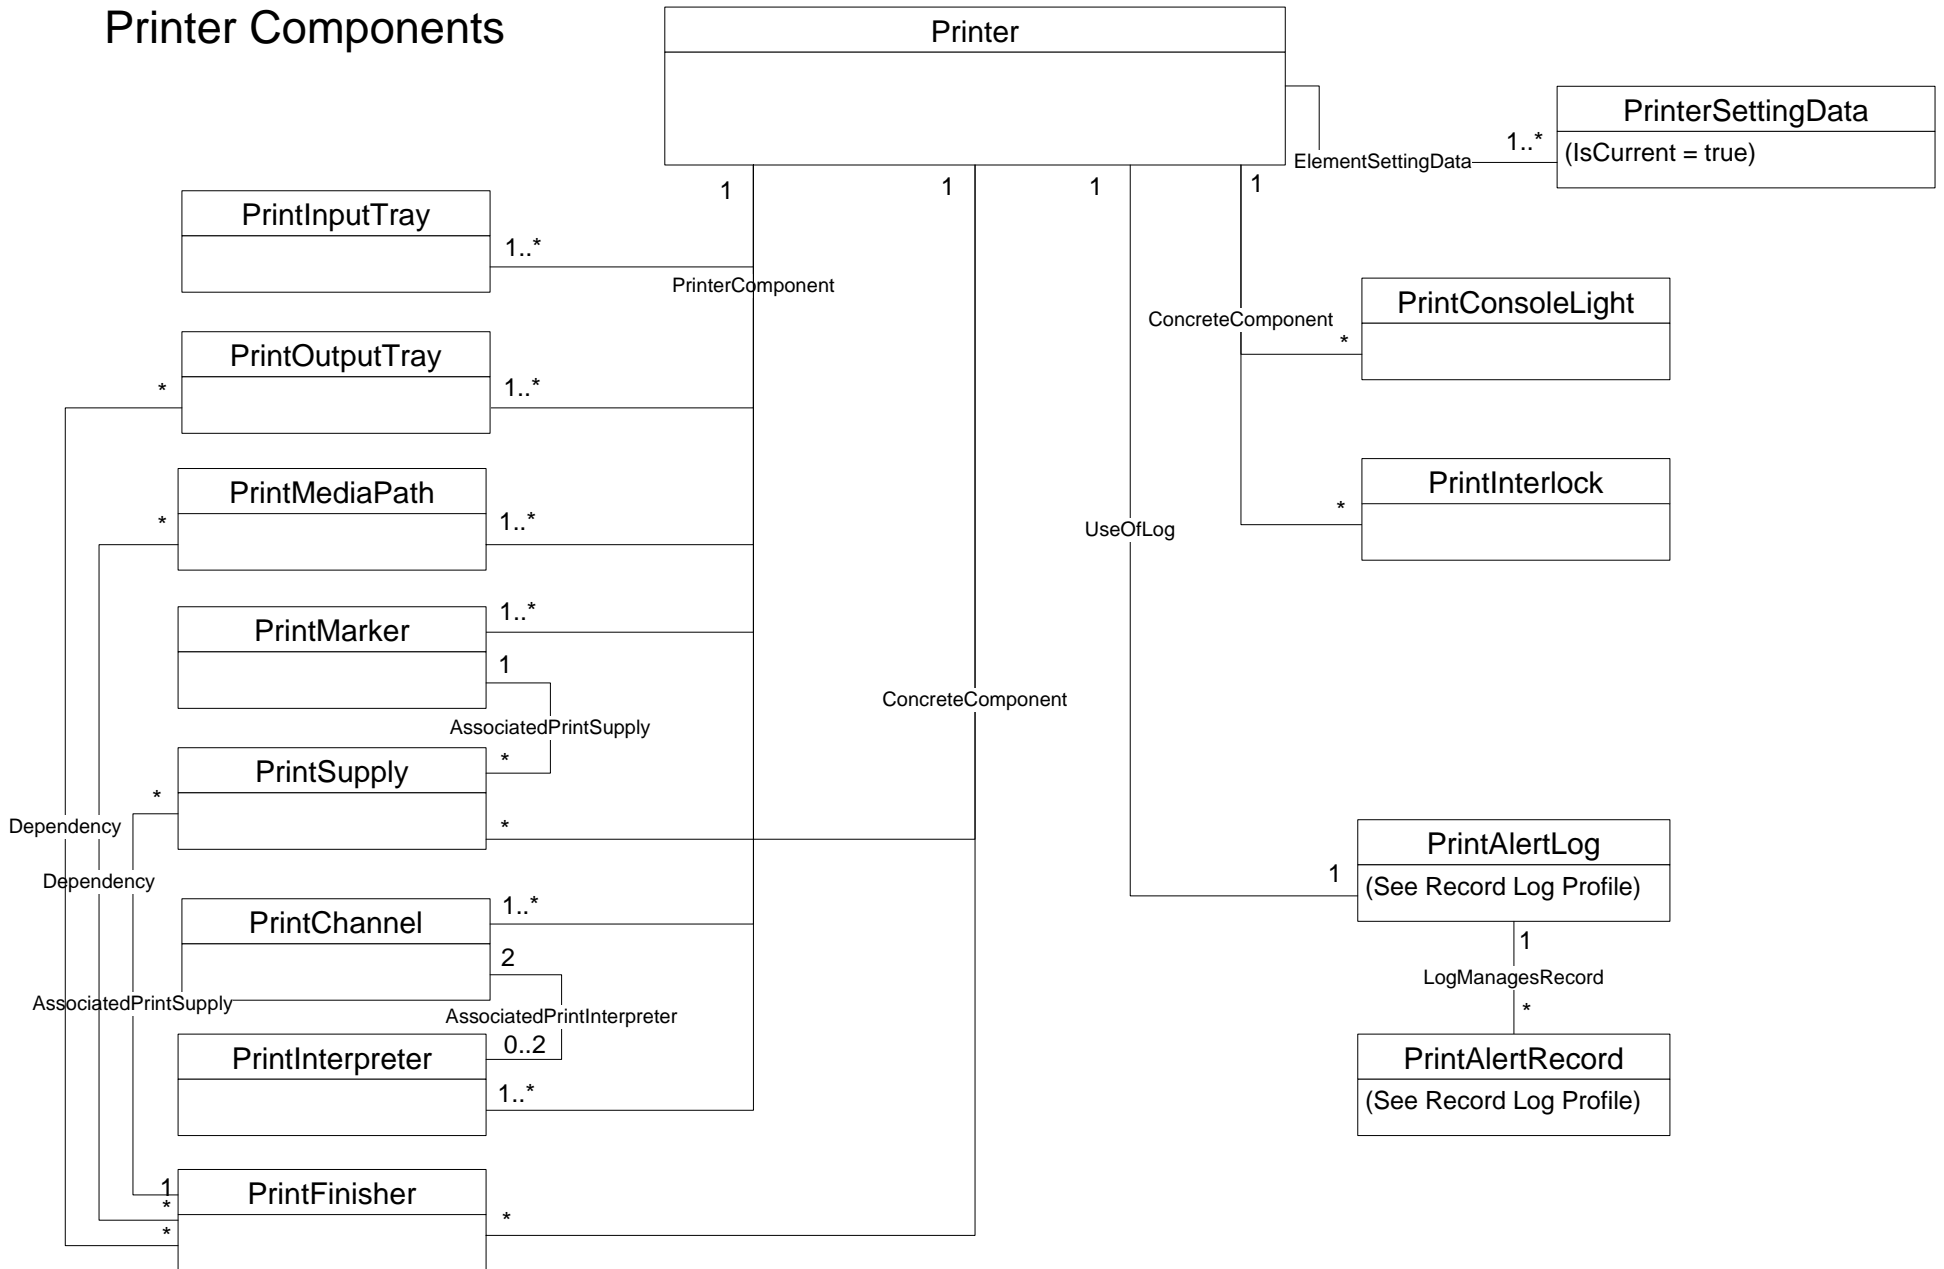 Printer Components
Printer
PrinterSettingData
(IsCurrent = true)
1..*
ElementSettingData
1
1
1
1
PrintInputTray
1..*
PrinterComponent
PrintConsoleLight
ConcreteComponent
*
PrintOutputTray
*
1..*
PrintMediaPath
*
1..*
PrintInterlock
*
UseOfLog
PrintMarker
1..*
1
ConcreteComponent
AssociatedPrintSupply
PrintSupply
*
*
*
Dependency
Dependency
PrintAlertLog
(See Record Log Profile)
1
1
LogManagesRecord
*
PrintChannel
1..*
2
AssociatedPrintSupply
AssociatedPrintInterpreter
PrintInterpreter
0..2
1..*
PrintAlertRecord
(See Record Log Profile)
PrintFinisher
1
*
*
*